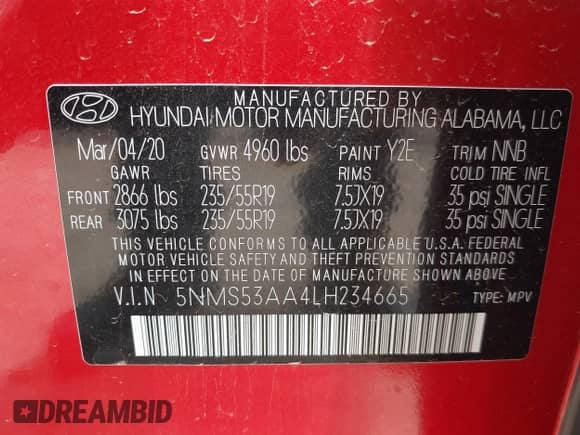 MANUFACTURED BY
HYUNDAI MOTOR MANUFACTURING ALABAMA, LLC
Mar/04/20 GVWR 4960 lbs PAINT Y2E TRIM NNB
GAWR TIRES RIMS COLD TIRE INFL
FRONT 2866 lbs 235/55R19 7.5JX19 35 psi SINGLE
REAR 3075 lbs 235/55R19 7.5JX19 35 psi SINGLE
THIS VEHICLE CONFORMS TO ALL APPLICABLE U.S.A. FEDERAL
MOTOR VEHICLE SAFETY AND THEFT PREVENTION STANDARDS
IN EFFECT ON THE DATE OF MANUFACTURE SHOWN ABOVE.
V.I.N 5NMS53AA4LH234665 TYPE: MPV
DREAMBID